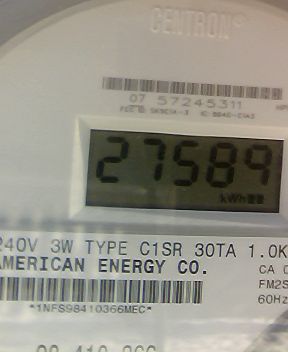 CENTRON®
07 57245311
27589
kWh
240V 3W TYPE C1SR 30TA 1.0K
AMERICAN ENERGY CO.
CA
FM2S
60Hz
*1NFS98410366MEC*